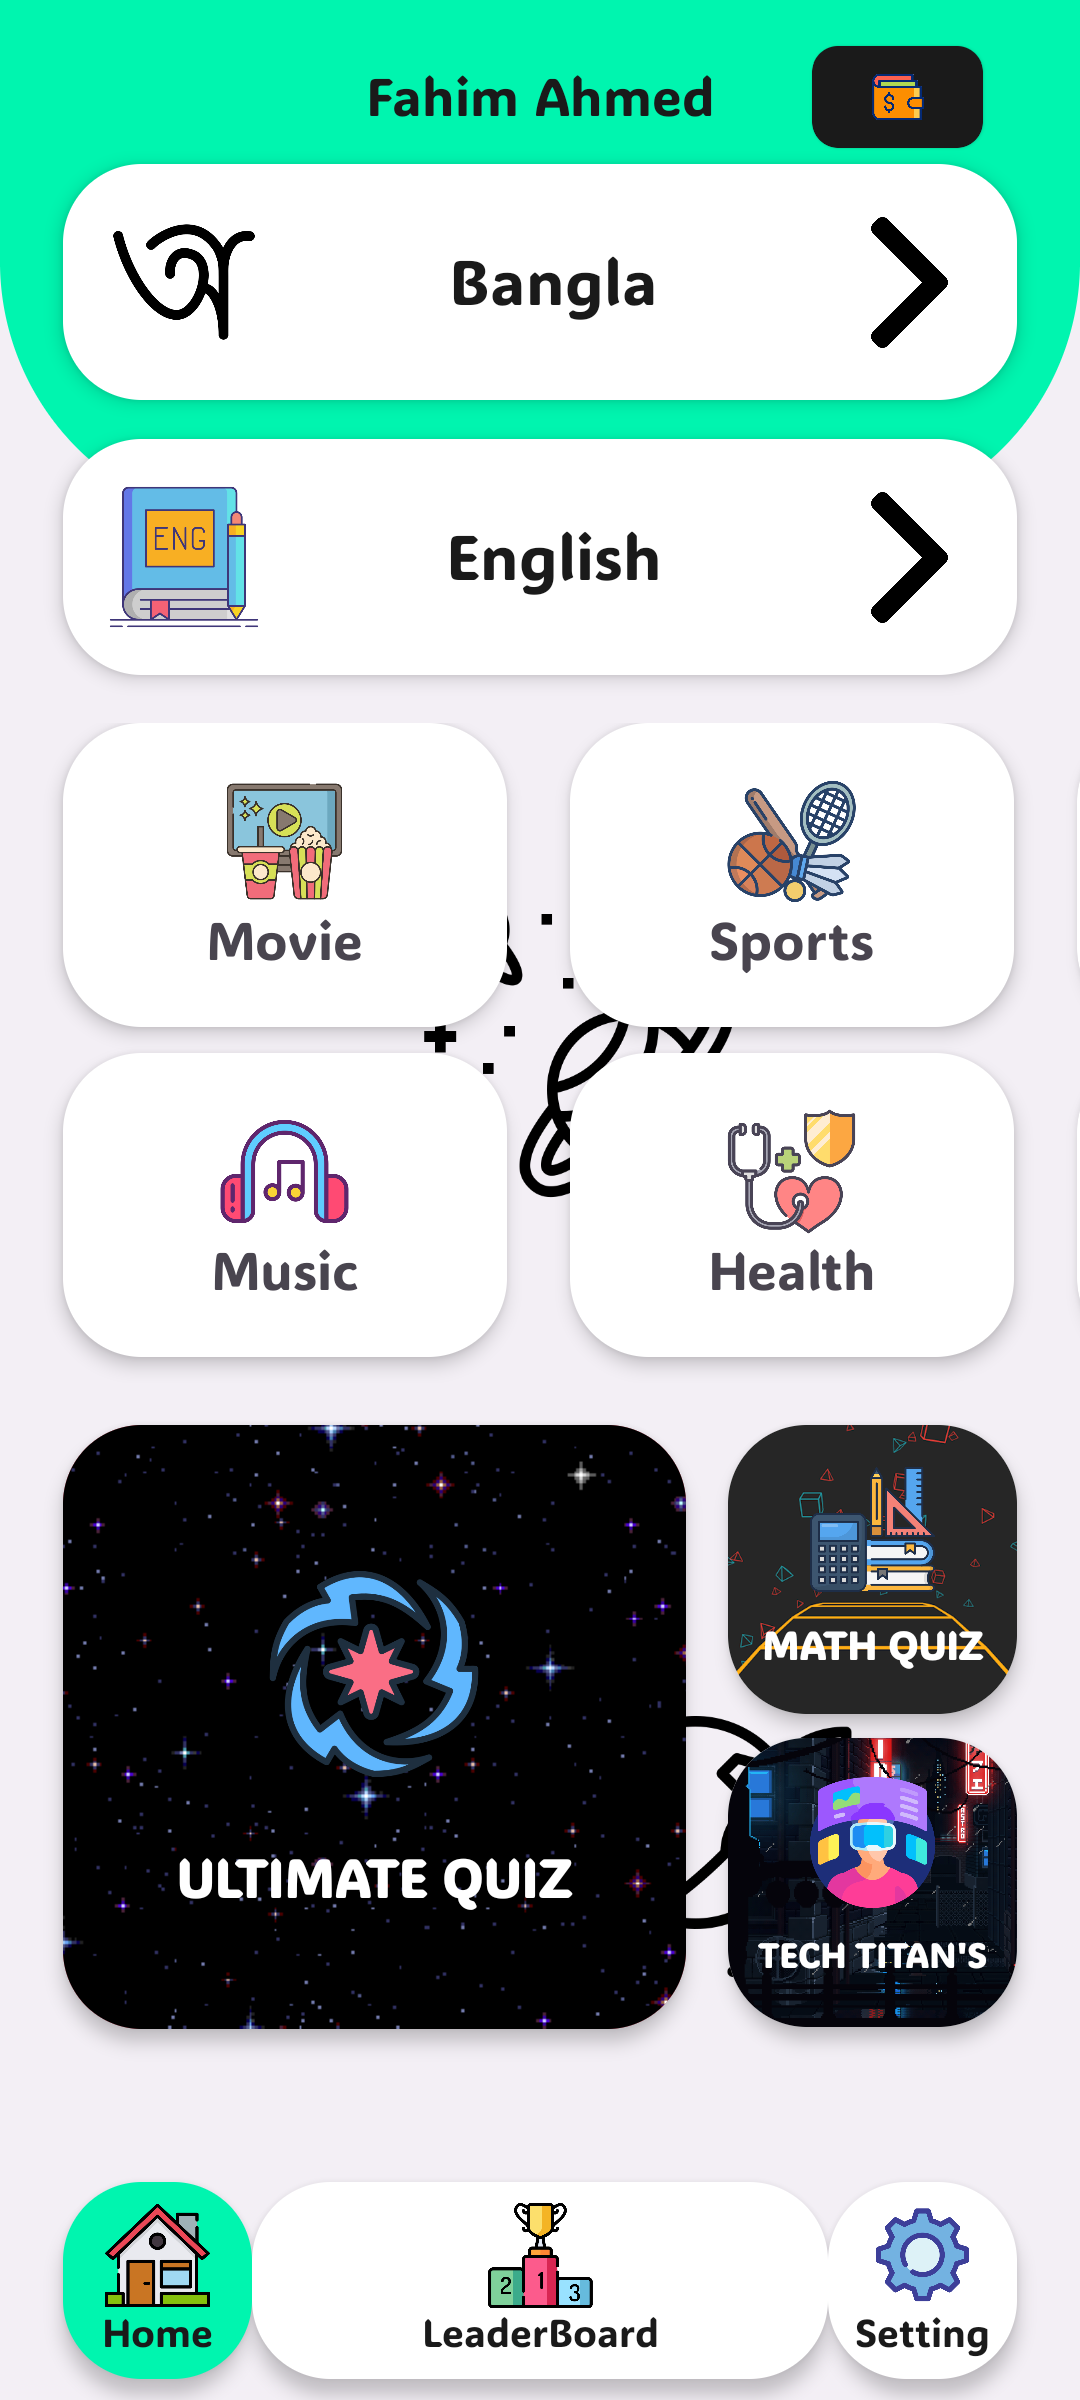 Fahim Ahmed
$
অ
Bangla
ENG
English
Movie
Sports
Music
Health
ULTIMATE QUIZ
MATH QUIZ
TECH TITAN'S
2 1 3
Home
LeaderBoard
Setting